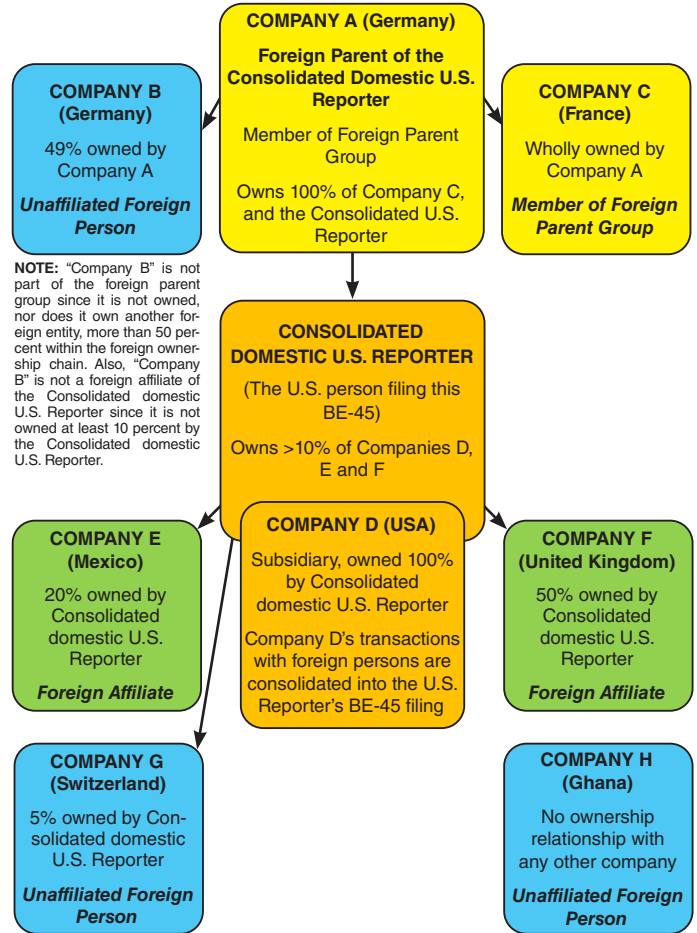 COMPANY A (Germany)
Foreign Parent of the
Consolidated Domestic U.S.
Reporter
Member of Foreign Parent
Group
Owns 100% of Company C,
and the Consolidated U.S.
Reporter
COMPANY B
(Germany)
49% owned by
Company A
Unaffiliated Foreign
Person
COMPANY C
(France)
Wholly owned by
Company A
Member of Foreign
Parent Group
NOTE: “Company B” is not
part of the foreign parent
group since it is not owned,
nor does it own another for-
eign entity, more than 50 per-
cent within the foreign owner-
ship chain. Also, “Company
B” is not a foreign affiliate of
the Consolidated domestic
U.S. Reporter since it is not
owned at least 10 percent by
the Consolidated domestic
U.S. Reporter.
CONSOLIDATED
DOMESTIC U.S. REPORTER
(The U.S. person filing this
BE-45)
Owns >10% of Companies D,
E and F
COMPANY E
(Mexico)
20% owned by
Consolidated
domestic U.S.
Reporter
Foreign Affiliate
COMPANY D (USA)
Subsidiary, owned 100%
by Consolidated
domestic U.S. Reporter
Company D’s transactions
with foreign persons are
consolidated into the U.S.
Reporter’s BE-45 filing
COMPANY F
(United Kingdom)
50% owned by
Consolidated
domestic U.S.
Reporter
Foreign Affiliate
COMPANY G
(Switzerland)
5% owned by Con-
solidated domestic
U.S. Reporter
Unaffiliated Foreign
Person
COMPANY H
(Ghana)
No ownership
relationship with
any other company
Unaffiliated Foreign
Person